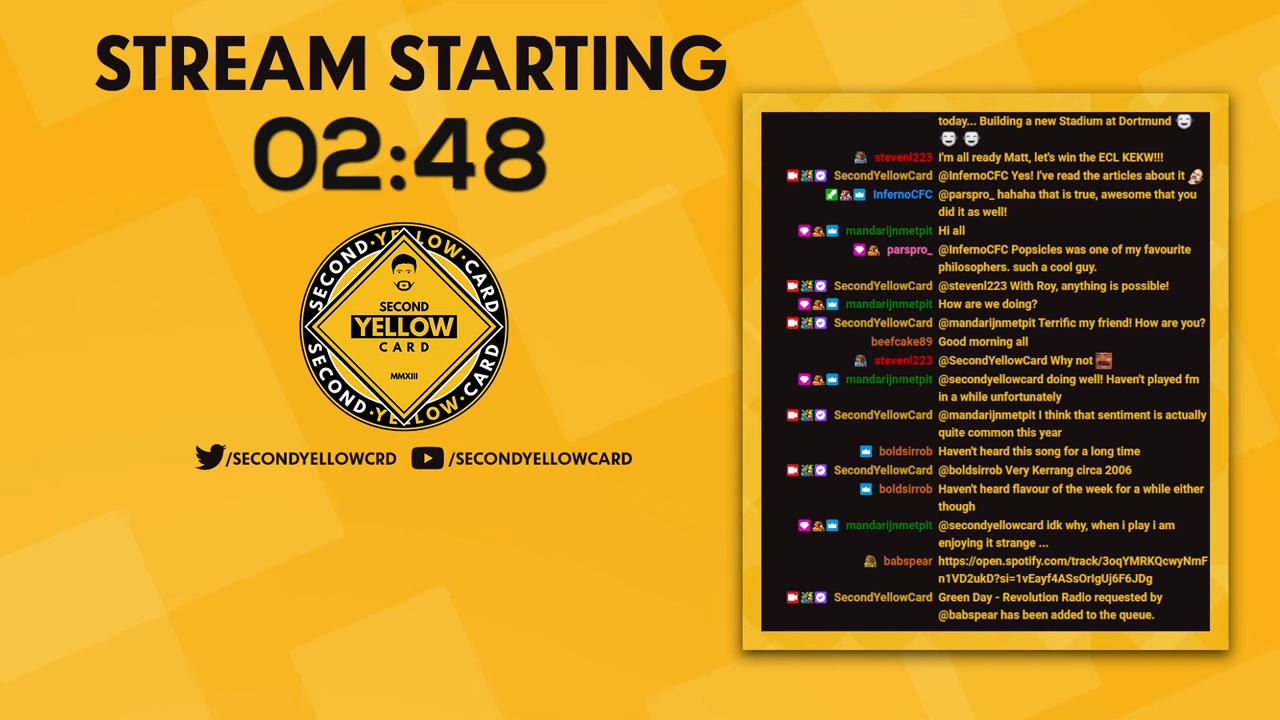 STREAM STARTING
02:48
SECOND·YELLOW·CARD
SECOND
YELLOW
CARD
MMXIII
SECOND·YELLOW·CARD
/SECONDYELLOWCRD /SECONDYELLOWCARD
today... Building a new Stadium at Dortmund
stevenl223 I'm all ready Matt, let's win the ECL KEKW!!!
SecondYellowCard @InfernoCFC Yes! I've read the articles about it
InfernoCFC @parspro_ hahaha that is true, awesome that you
did it as well!
mandarijnmetpit Hi all
parspro_ @InfernoCFC Popsicles was one of my favourite
philosophers. such a cool guy.
SecondYellowCard @stevenl223 With Roy, anything is possible!
mandarijnmetpit How are we doing?
SecondYellowCard @mandarijnmetpit Terrific my friend! How are you?
beefcake89 Good morning all
stevenl223 @SecondYellowCard Why not
mandarijnmetpit @secondyellowcard doing well! Haven't played fm
in a while unfortunately
SecondYellowCard @mandarijnmetpit I think that sentiment is actually
quite common this year
boldsirrob Haven't heard this song for a long time
SecondYellowCard @boldsirrob Very Kerrang circa 2006
boldsirrob Haven't heard flavour of the week for a while either
though
mandarijnmetpit @secondyellowcard idk why, when i play i am
enjoying it strange ...
babspear https://open.spotify.com/track/3oqYMRKQcwyNmF
n1VD2ukD?si=1vEayf4ASsOrIgUj6F6JDg
SecondYellowCard Green Day - Revolution Radio requested by
@babspear has been added to the queue.